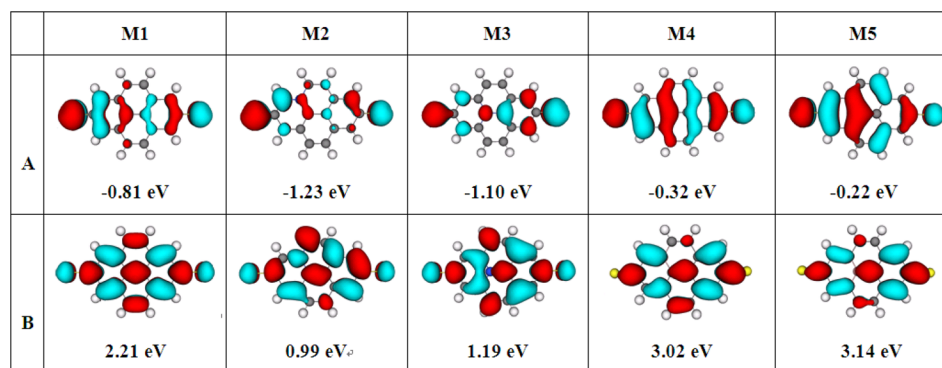 M1 M2 M3 M4 M5
A
-0.81 eV -1.23 eV -1.10 eV -0.32 eV -0.22 eV
B
2.21 eV 0.99 eV 1.19 eV 3.02 eV 3.14 eV